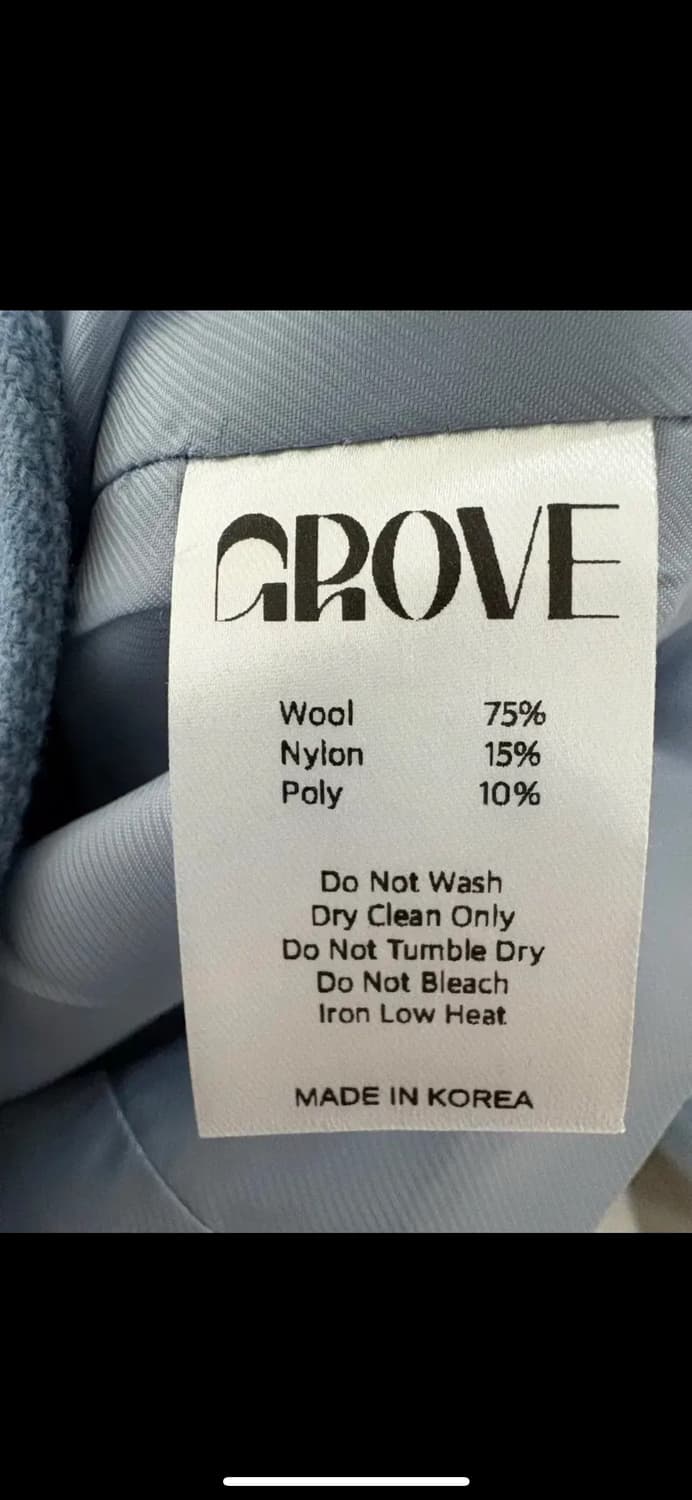 GROVE
Wool 75%
Nylon 15%
Poly 10%
Do Not Wash
Dry Clean Only
Do Not Tumble Dry
Do Not Bleach
Iron Low Heat
MADE IN KOREA